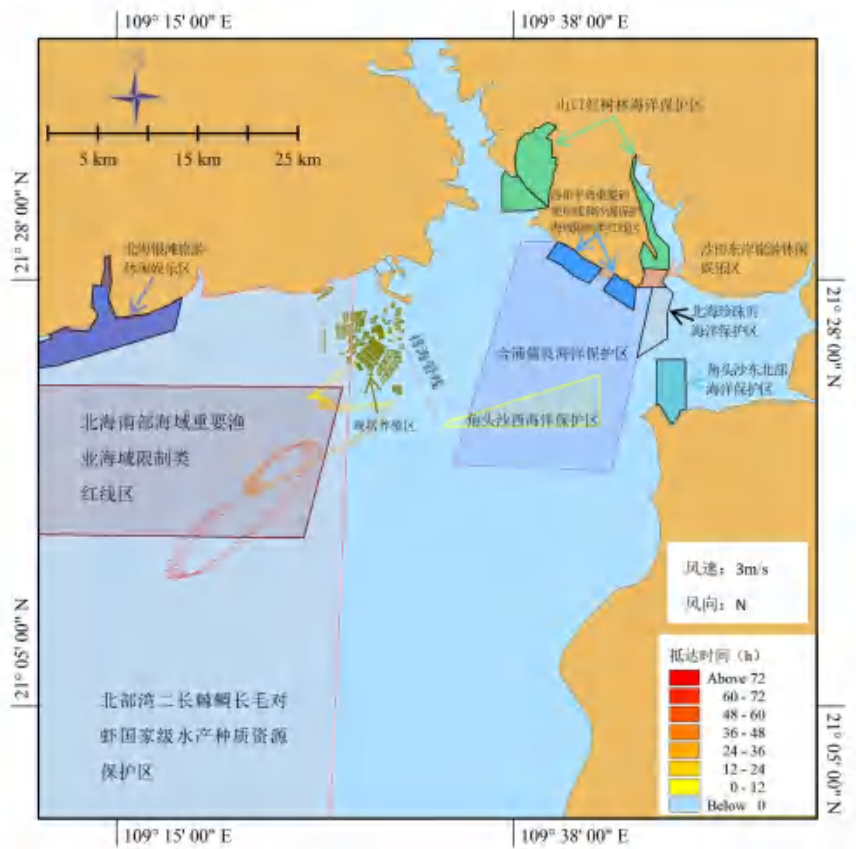 109° 15' 00" E
109° 38' 00" E
山口红树林海洋保护区
5 km
15 km
25 km
21° 28' 00" N
21° 28' 00" N
北海银滩旅游
休闲娱乐区
沙田东岸旅游休闲
娱乐区
北海珍珠贝
海洋保护区
合浦儒艮海洋保护区
角头沙东北部
海洋保护区
角头沙西海洋保护区
现状养殖区
北海南部海域重要渔
业海域限制类
红线区
风速：3m/s
风向：N
21° 05' 00" N
21° 05' 00" N
北部湾二长棘鲷长毛对
虾国家级水产种质资源
保护区
抵达时间（h）
Above 72
60 - 72
48 - 60
36 - 48
24 - 36
12 - 24
0 - 12
Below 0
109° 15' 00" E
109° 38' 00" E